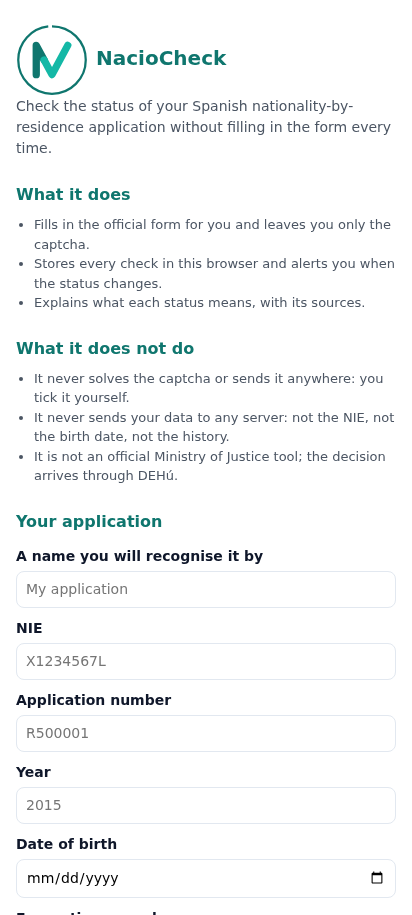 NacioCheck
Check the status of your Spanish nationality-by-
residence application without filling in the form every
time.
What it does
• Fills in the official form for you and leaves you only the
captcha.
• Stores every check in this browser and alerts you when
the status changes.
• Explains what each status means, with its sources.
What it does not do
• It never solves the captcha or sends it anywhere: you
tick it yourself.
• It never sends your data to any server: not the NIE, not
the birth date, not the history.
• It is not an official Ministry of Justice tool; the decision
arrives through DEHú.
Your application
A name you will recognise it by
My application
NIE
X1234567L
Application number
R500001
Year
2015
Date of birth
mm/dd/yyyy